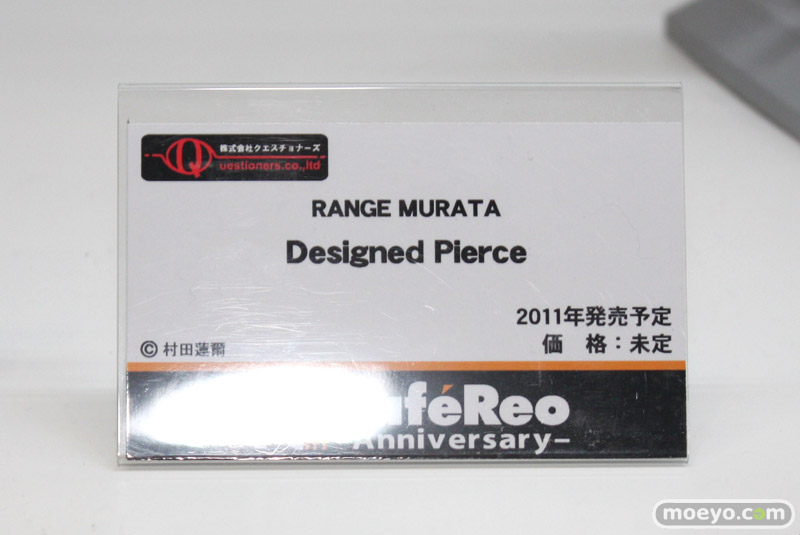 株式会社クエスチョナーズ
Questioners.co.,ltd
RANGE MURATA
Designed Pierce
2011年発売予定
価 格:未定
©村田蓮爾
aféReo
Anniversary-
moeyo.com